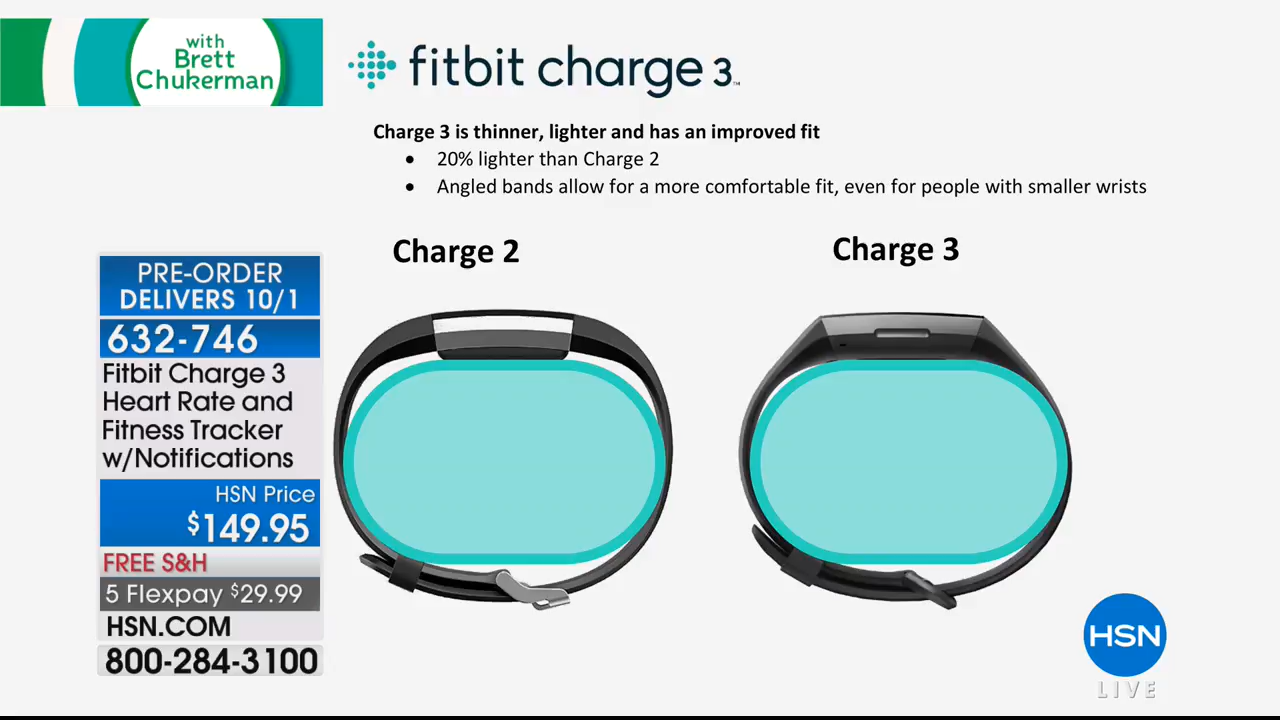 with
Brett
Chukerman
fitbit charge 3™
Charge 3 is thinner, lighter and has an improved fit
• 20% lighter than Charge 2
• Angled bands allow for a more comfortable fit, even for people with smaller wrists
Charge 2
Charge 3
PRE-ORDER
DELIVERS 10/1
632-746
Fitbit Charge 3
Heart Rate and
Fitness Tracker
w/Notifications
HSN Price
$149.95
FREE S&H
5 Flexpay $29.99
HSN.COM
800-284-3100
HSN
LIVE